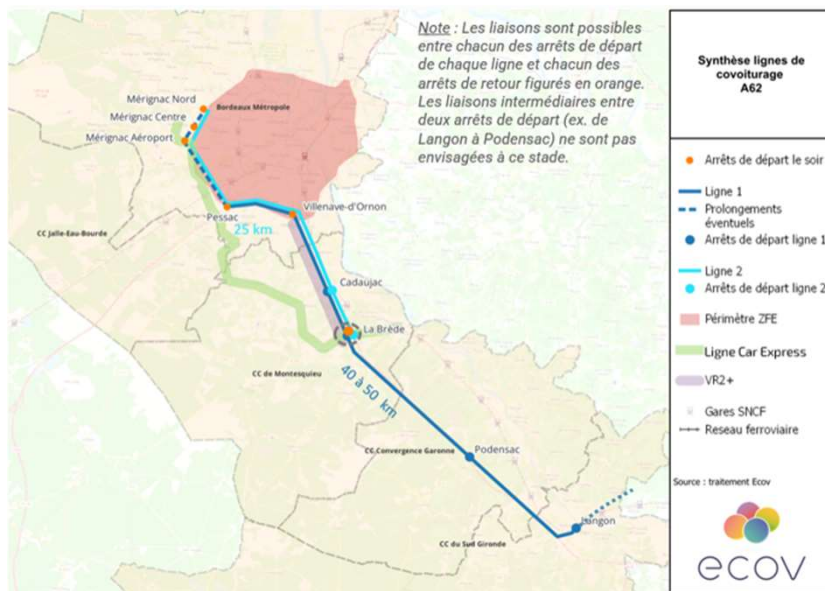 Note : Les liaisons sont possibles
entre chacun des arrêts de départ
de chaque ligne et chacun des
arrêts de retour figurés en orange.
Les liaisons intermédiaires entre
deux arrêts de départ (ex. de
Langon à Podensac) ne sont pas
envisagées à ce stade.
Mérignac Nord
Bordeaux Métropole
Mérignac Centre
Mérignac Aéroport
Villenave-d'Ornon
Pessac
25 km
CC Jalle-Eau-Bourde
Cadaujac
La Brède
CC de Montesquieu
40 à 50 km
CC Convergence Garonne
Podensac
Langon
CC du Sud Gironde
Synthèse lignes de
covoiturage
A62
Arrêts de départ le soir
Ligne 1
Prolongements
éventuels
Arrêts de départ ligne 1
Ligne 2
Arrêts de départ ligne 2
Périmètre ZFE
Ligne Car Express
VR2+
Gares SNCF
Reseau ferroviaire
Source : traitement Ecov
ecov